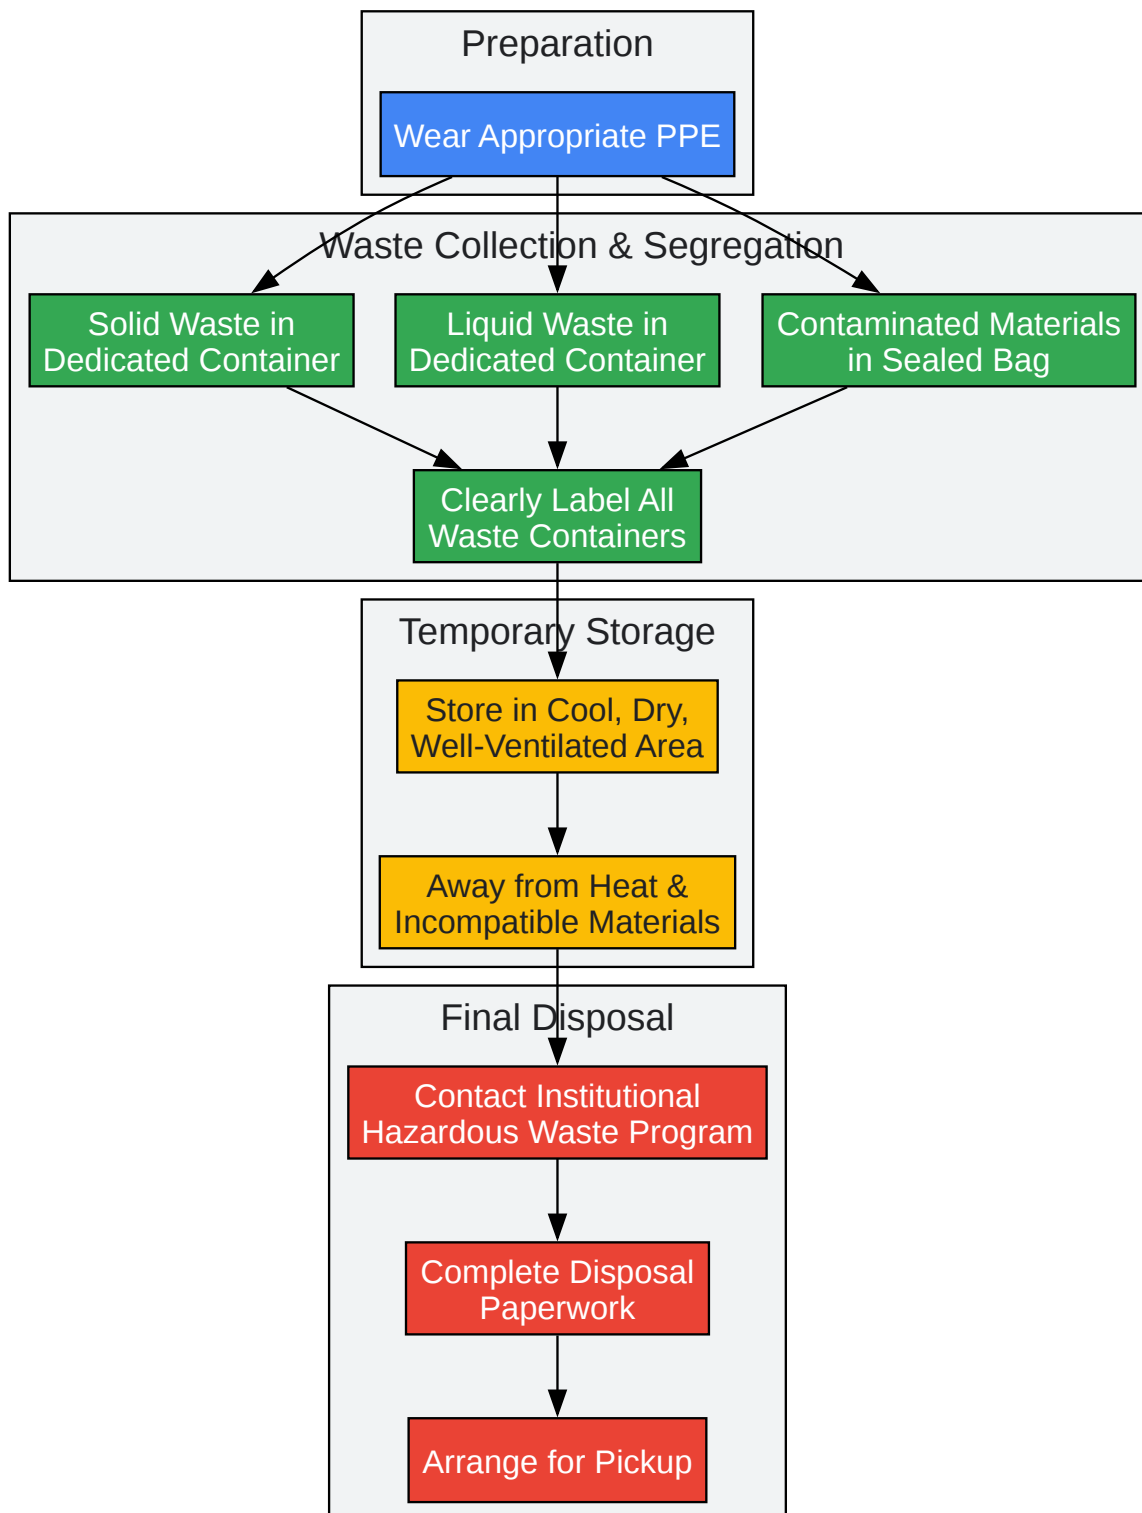 Preparation
Wear Appropriate PPE
Waste Collection & Segregation
Solid Waste in
Dedicated Container
Liquid Waste in
Dedicated Container
Contaminated Materials
in Sealed Bag
Clearly Label All
Waste Containers
Temporary Storage
Store in Cool, Dry,
Well-Ventilated Area
Away from Heat &
Incompatible Materials
Final Disposal
Contact Institutional
Hazardous Waste Program
Complete Disposal
Paperwork
Arrange for Pickup